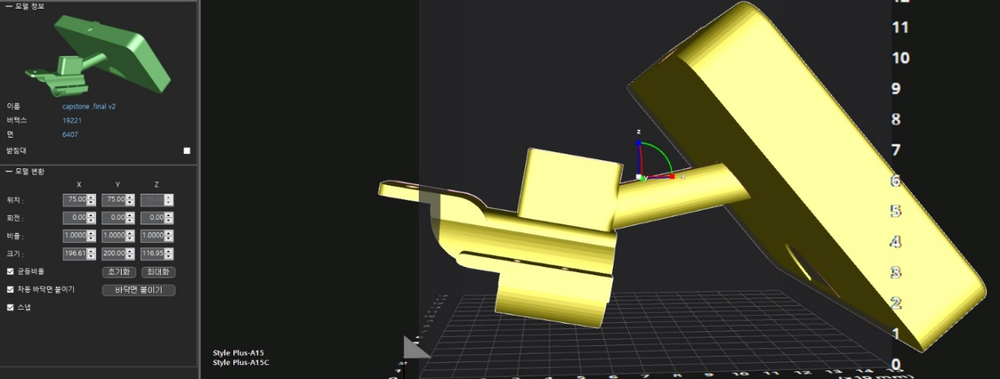 모델 정보
이름 capstone .final v2
버텍스 19221
면 6407
받침대
모델 변환
X Y Z
위치 : 75.00 75.00
회전 : 0.00 0.00 0.00
비율 : 1.0000 1.0000 1.0000
크기 : 196.61 200.00 116.95
균등비율 초기화 최대화
자동 바닥면 붙이기 바닥면 붙이기
스냅
z
y x
11
10
9
8
7
6
5
4
3
2
1
0
Style Plus-A15
Style Plus-A15C